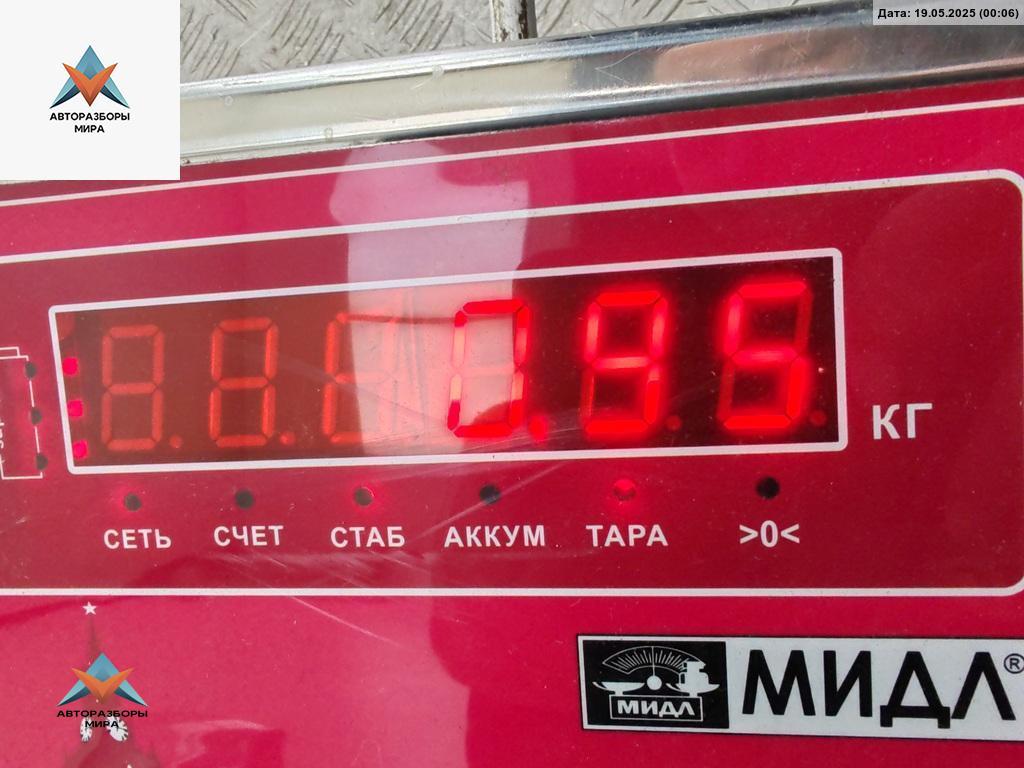 Дата: 19.05.2025 (00:06)
АВТОРАЗБОРЫ
МИРА
0.95
КГ
СЕТЬ СЧЕТ СТАБ АККУМ ТАРА >0<
МИДЛ
МИДЛ®
АВТОРАЗБОРЫ
МИРА